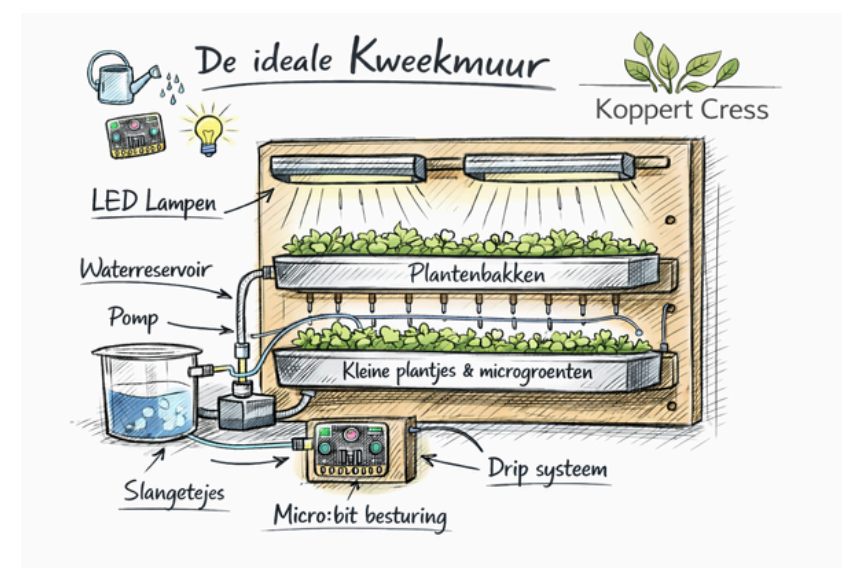 De ideale Kweekmuur
Koppert Cress
LED Lampen
Waterreservoir
Plantenbakken
Pomp
Kleine plantjes & microgroenten
Drip systeem
Slangetejes
Micro:bit besturing